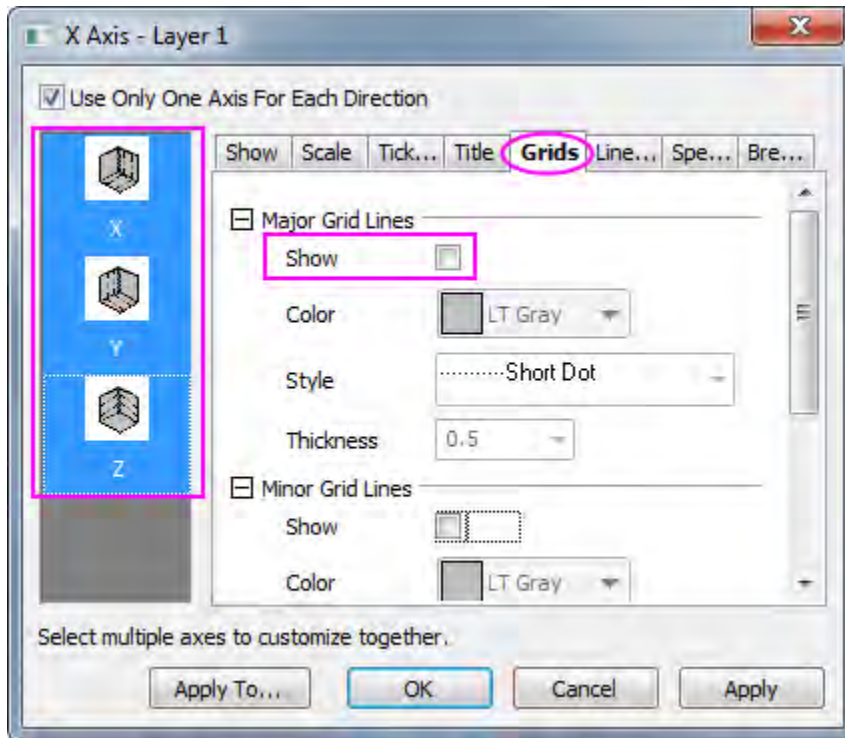 X Axis - Layer 1
Use Only One Axis For Each Direction
Show Scale Tick... Title Grids Line... Spe... Bre...
X
Y
Z
Major Grid Lines
Show
Color LT Gray
Style Short Dot
Thickness 0.5
Minor Grid Lines
Show
Color LT Gray
Select multiple axes to customize together.
Apply To... OK Cancel Apply